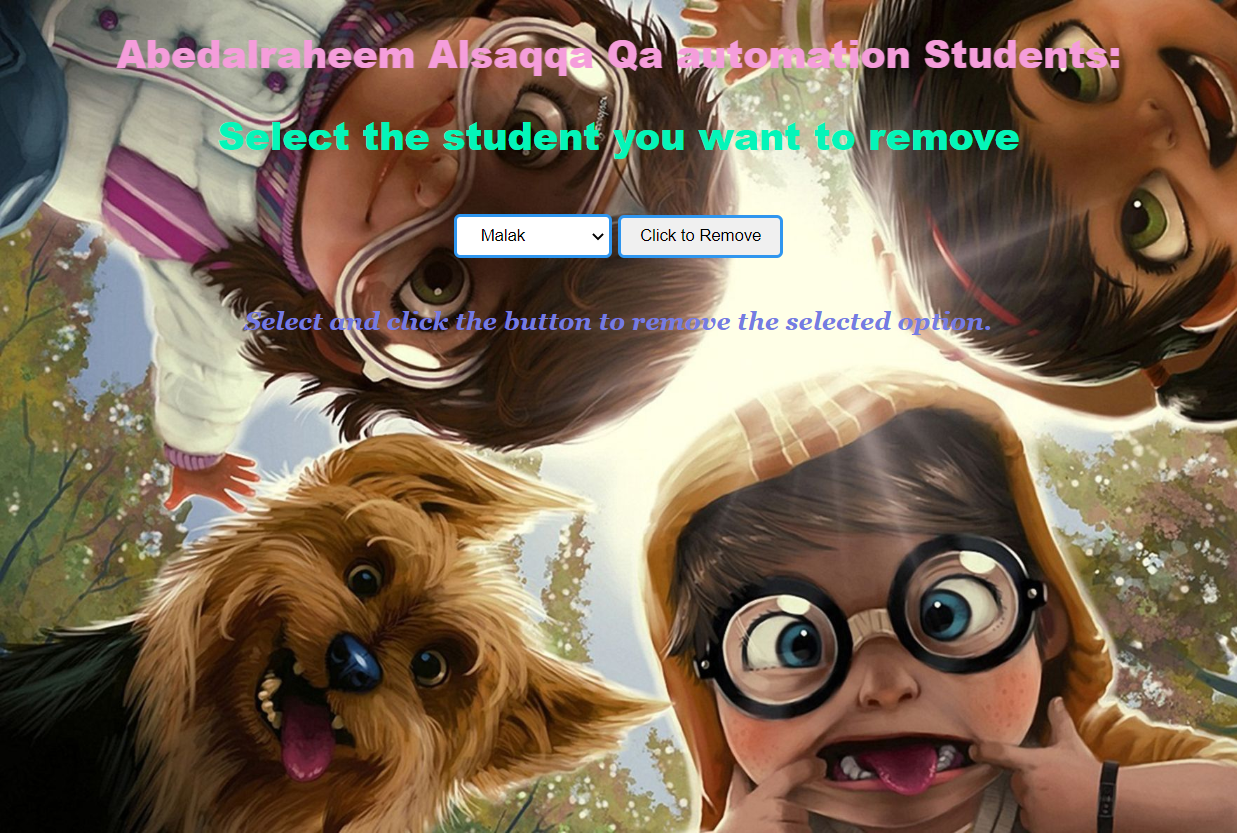 Abedalraheem Alsaqqa Qa automation Students:
Select the student you want to remove
Malak Click to Remove
Select and click the button to remove the selected option.